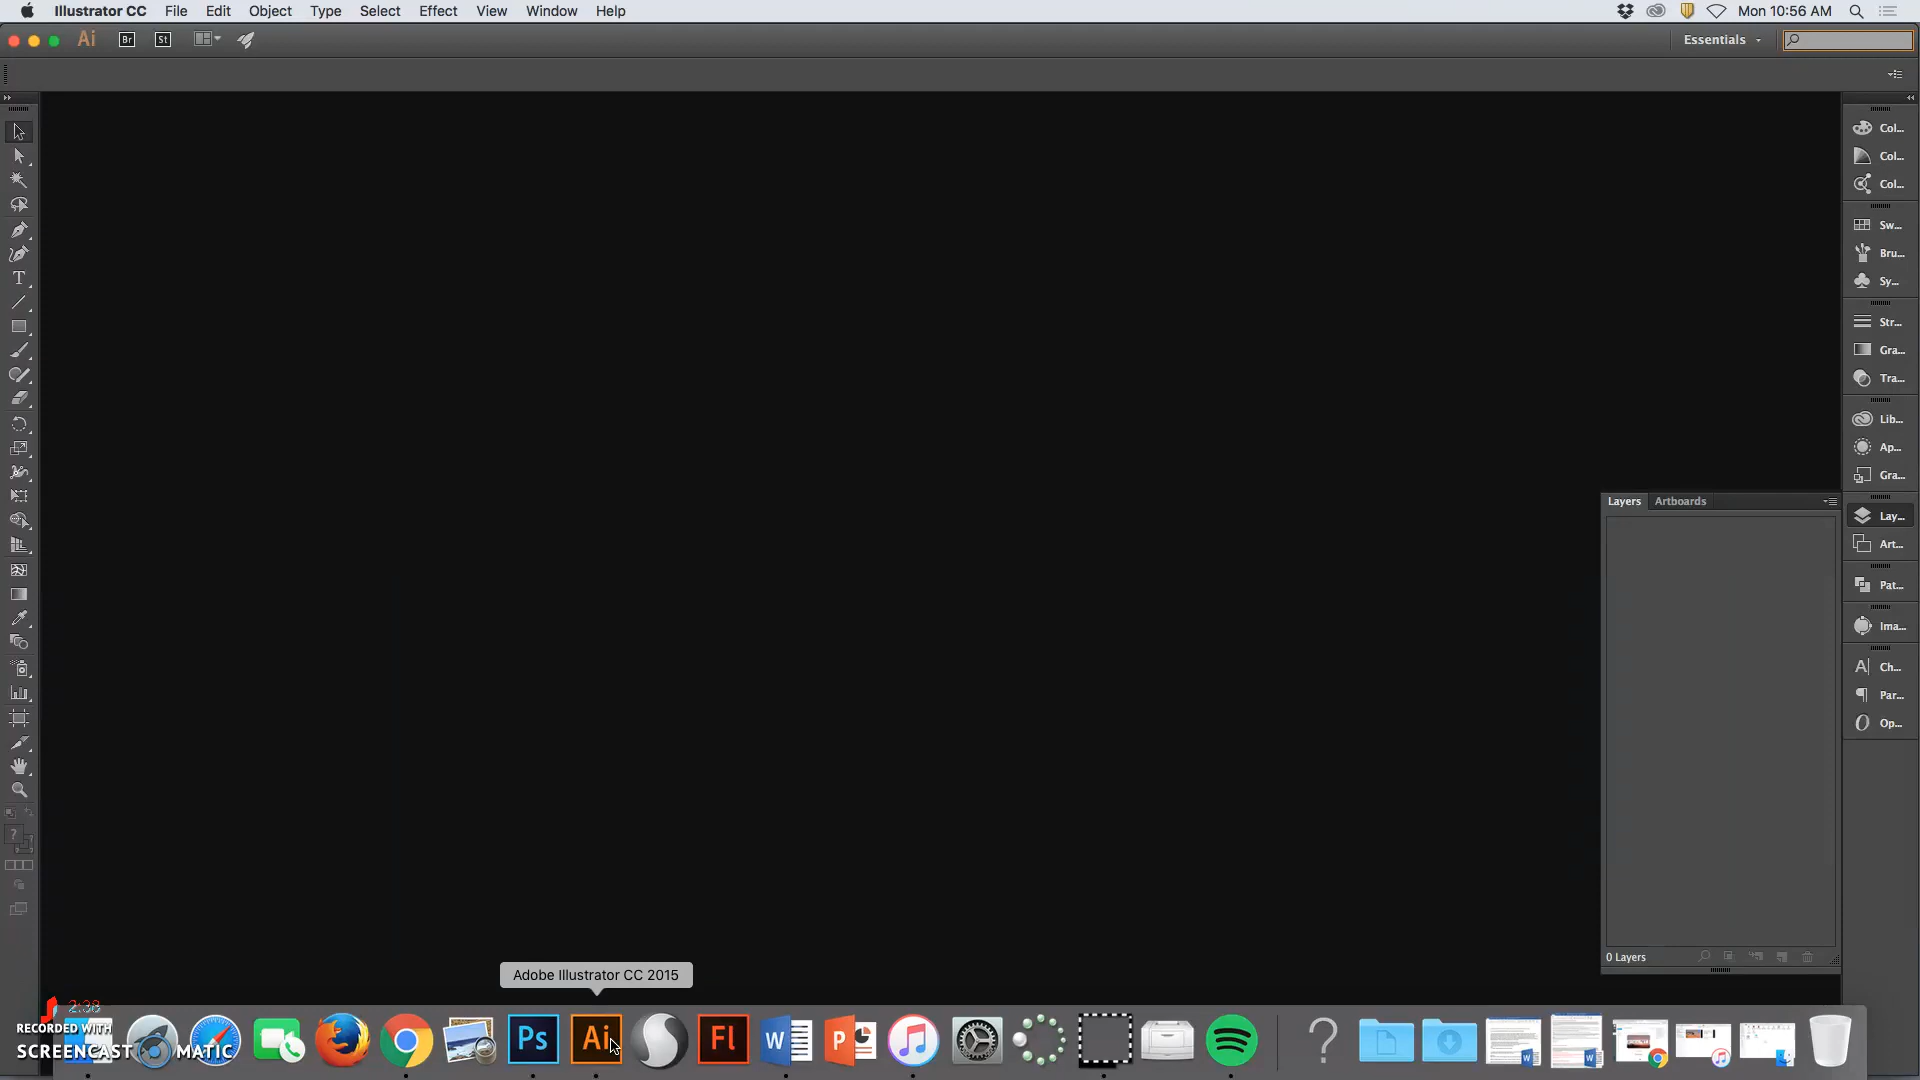 Illustrator CC File Edit Object Type Select Effect View Window Help Mon 10:56 AM
Ai Br St Essentials
Col...
Col...
Col...
Sw...
Bru...
Sy...
Str...
Gra...
Tra...
Lib...
Ap...
Gra...
Layers Artboards
Lay...
Art...
Pat...
Ima...
Ch...
Par...
Op...
0 Layers
Adobe Illustrator CC 2015
2:38
RECORDED WITH
SCREENCAST MATIC
Ps Ai Fl W P